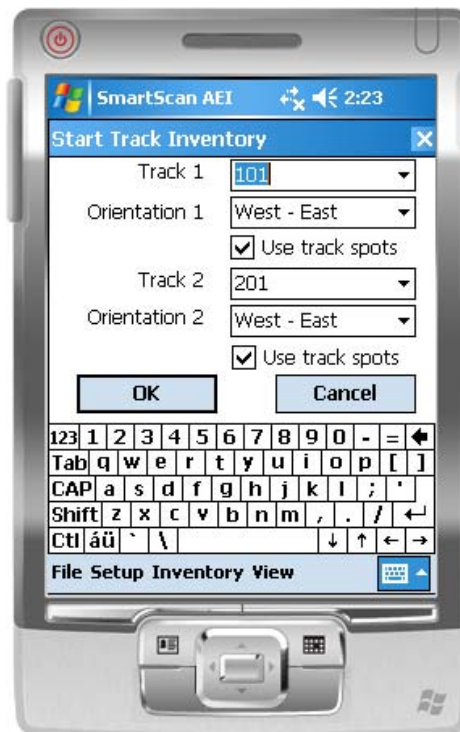 SmartScan AEI 2:23
Start Track Inventory
Track 1 101
Orientation 1 West - East
Use track spots
Track 2 201
Orientation 2 West - East
Use track spots
OK Cancel
123 1 2 3 4 5 6 7 8 9 0 - =
Tab q w e r t y u i o p [ ]
CAP a s d f g h j k l ; '
Shift z x c v b n m , . /
Ctl áü ` \
File Setup Inventory View